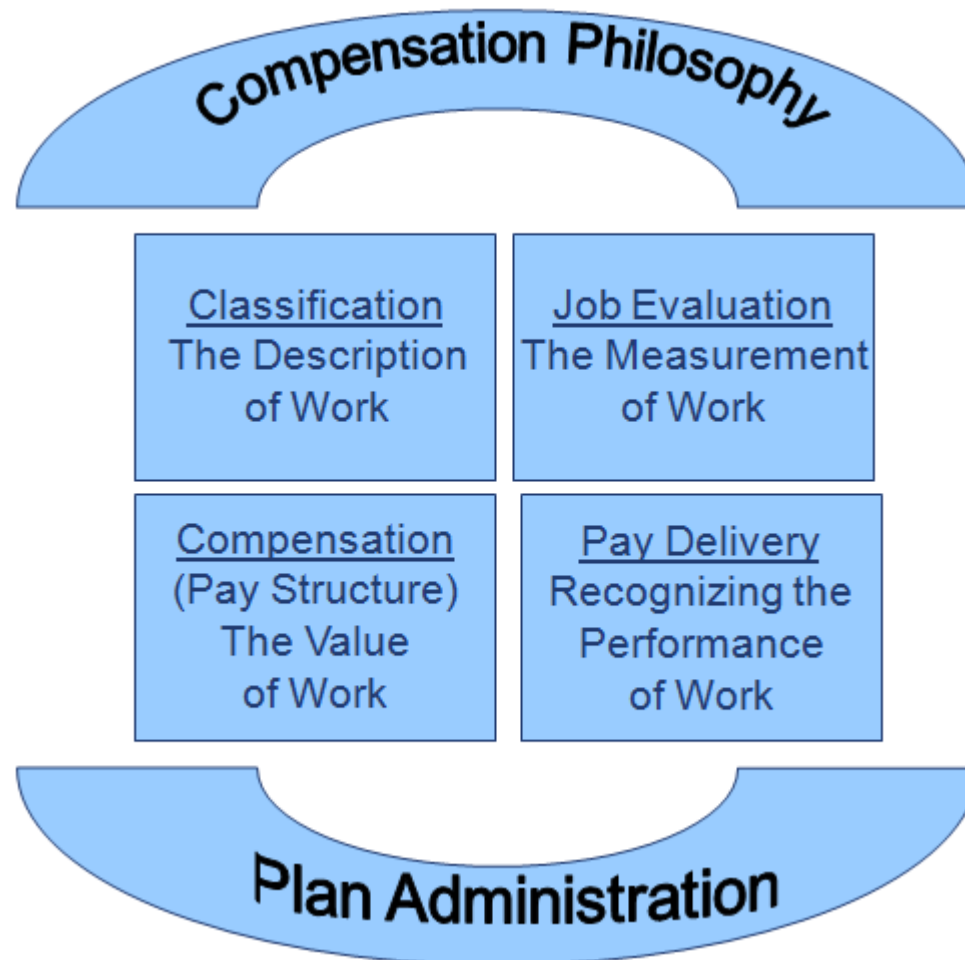 Compensation Philosophy
Classification
The Description
of Work
Job Evaluation
The Measurement
of Work
Compensation
(Pay Structure)
The Value
of Work
Pay Delivery
Recognizing the
Performance
of Work
Plan Administration